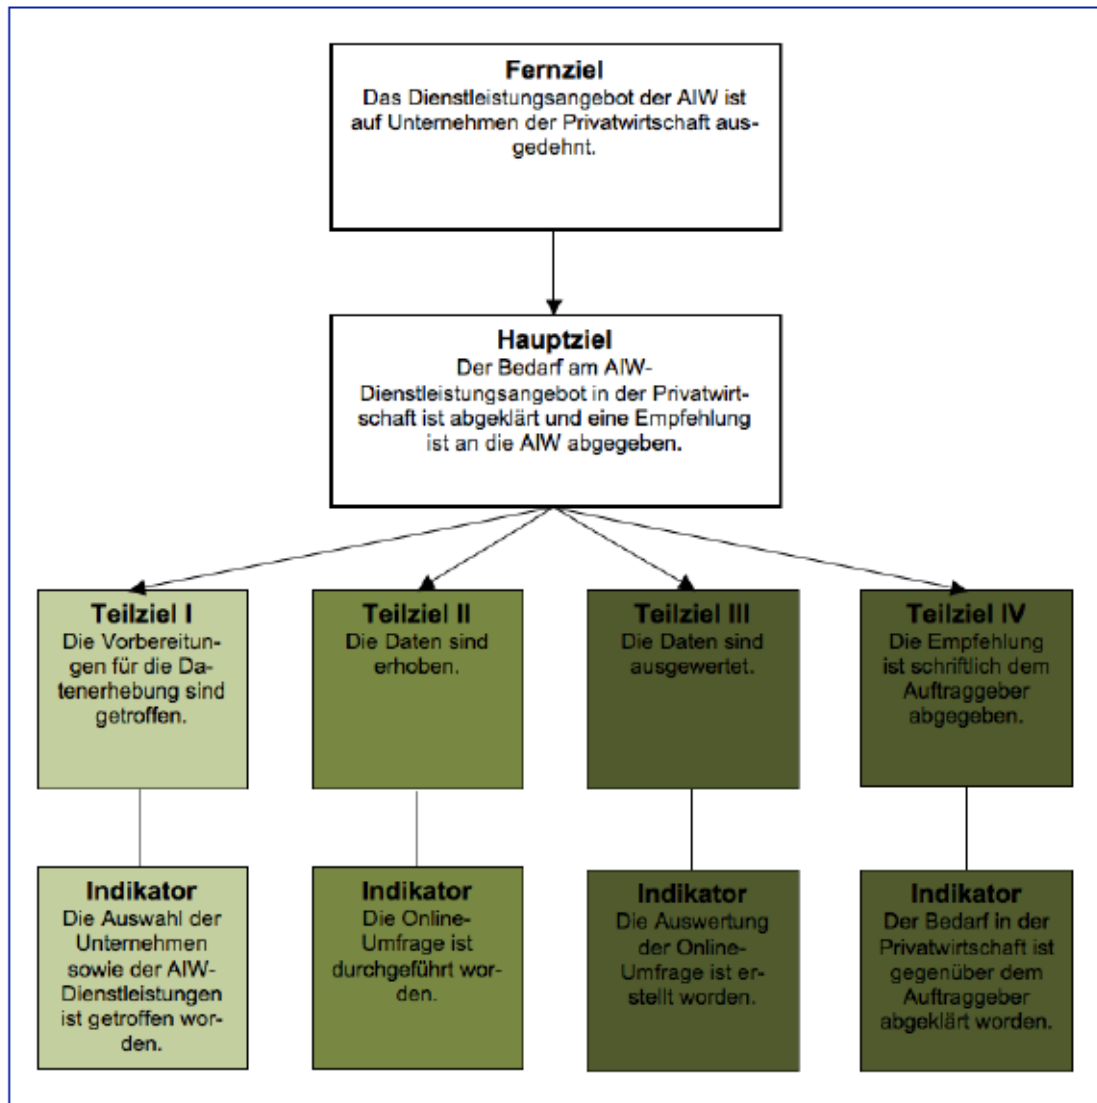 Fernziel
Das Dienstleistungsangebot der AIW ist
auf Unternehmen der Privatwirtschaft aus-
gedehnt.
Hauptziel
Der Bedarf am AIW-
Dienstleistungsangebot in der Privatwirt-
schaft ist abgeklärt und eine Empfehlung
ist an die AIW abgegeben.
Teilziel I
Die Vorbereitun-
gen für die Da-
tenerhebung sind
getroffen.
Teilziel II
Die Daten sind
erhoben.
Teilziel III
Die Daten sind
ausgewertet.
Teilziel IV
Die Empfehlung
ist schriftlich dem
Auftraggeber
abgegeben.
Indikator
Die Auswahl der
Unternehmen
sowie der AIW-
Dienstleistungen
ist getroffen wor-
den.
Indikator
Die Online-
Umfrage ist
durchgeführt wor-
den.
Indikator
Die Auswertung
der Online-
Umfrage ist er-
stellt worden.
Indikator
Der Bedarf in der
Privatwirtschaft ist
gegenüber dem
Auftraggeber
abgeklärt worden.